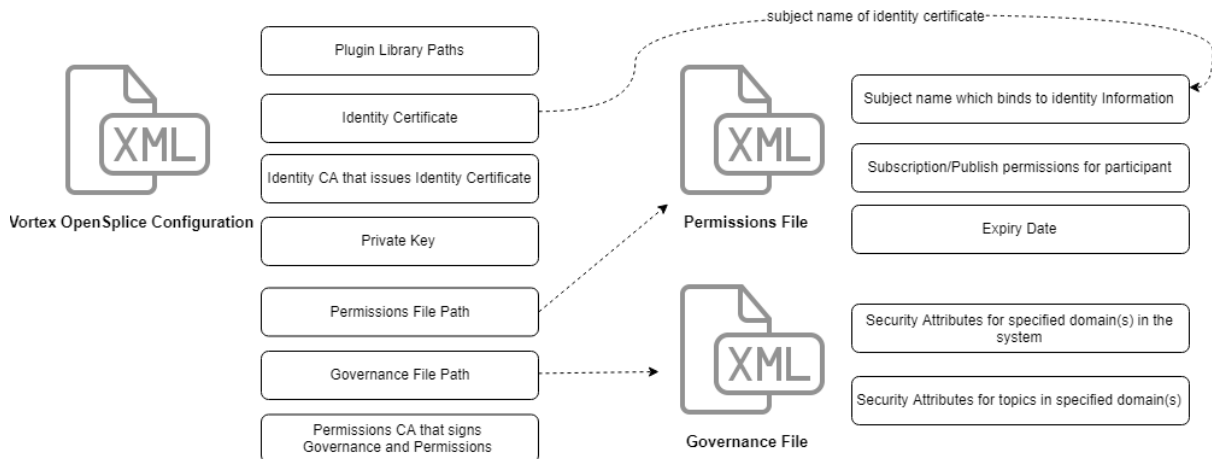 subject name of identity certificate
Plugin Library Paths
XML
Vortex OpenSplice Configuration
Identity Certificate
Identity CA that issues Identity Certificate
Private Key
Permissions File Path
Governance File Path
Permissions CA that signs
Governance and Permissions
XML
Permissions File
Subject name which binds to identity Information
Subscription/Publish permissions for participant
Expiry Date
XML
Governance File
Security Attributes for specified domain(s) in the
system
Security Attributes for topics in specified domain(s)